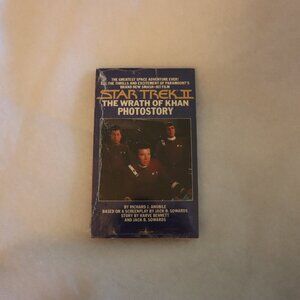 THE GREATEST SPACE ADVENTURE EVER!
ALL THE THRILLS AND EXCITEMENT OF PARAMOUNT'S
BRAND NEW SMASH-HIT FILM
STAR TREK II
THE WRATH OF KHAN
PHOTOSTORY
BY RICHARD J. ANOBILE
BASED ON A SCREENPLAY BY JACK B. SOWARDS
STORY BY HARVE BENNETT
AND JACK B. SOWARDS